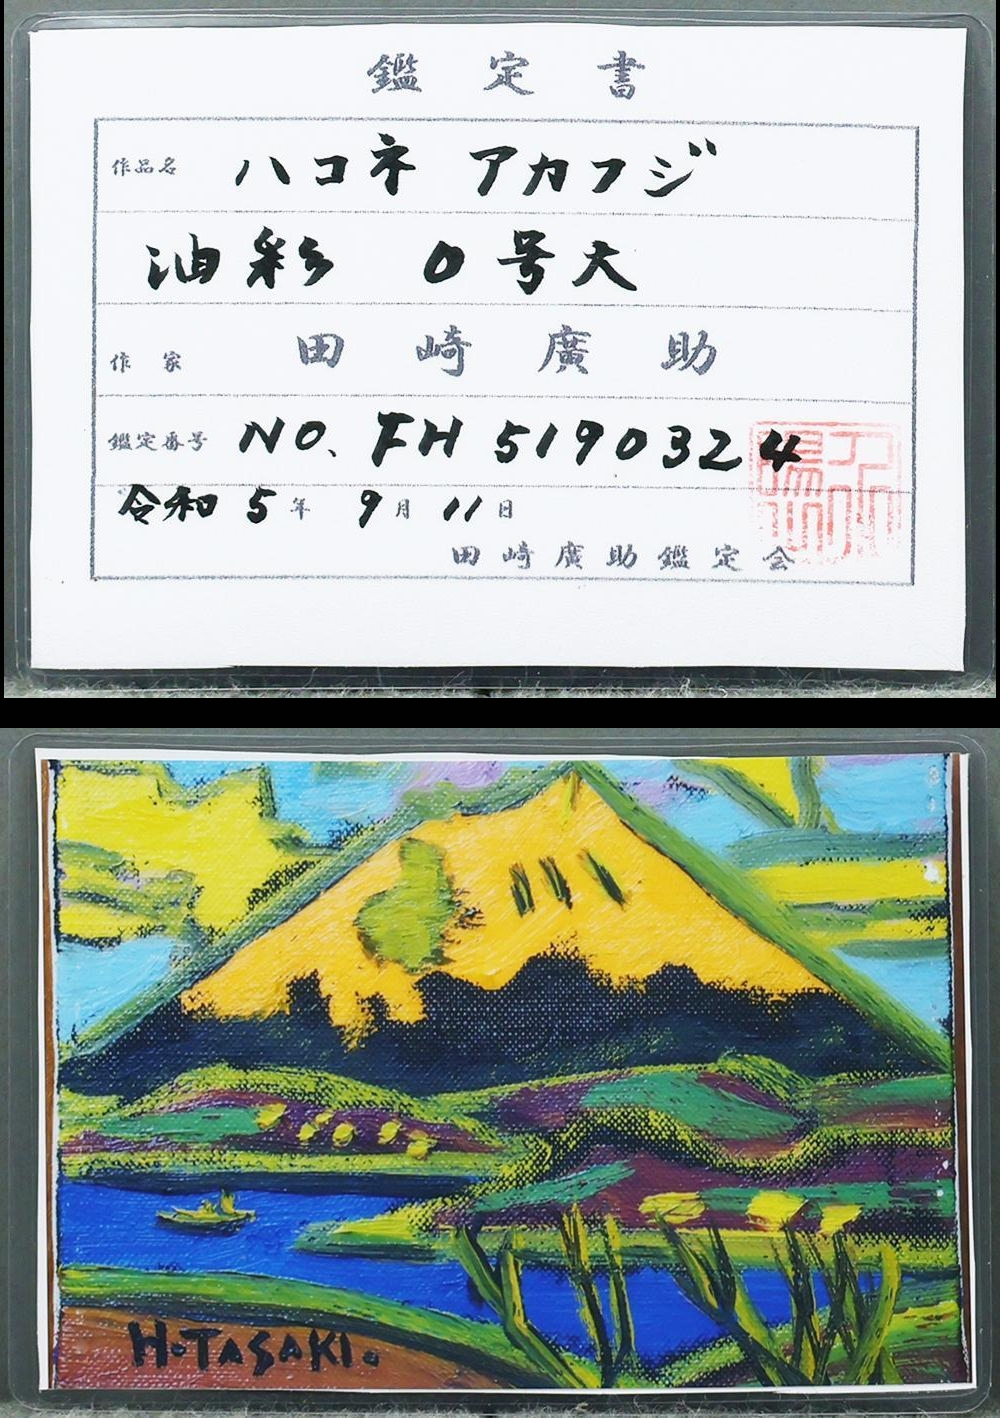 鑑定書
作品名 ハコネ アカフジ
油彩 0号大
作家 田崎廣助
鑑定番号 NO. FH 5190324
令和5年9月11日
田崎廣助鑑定会
H.TASAKI.